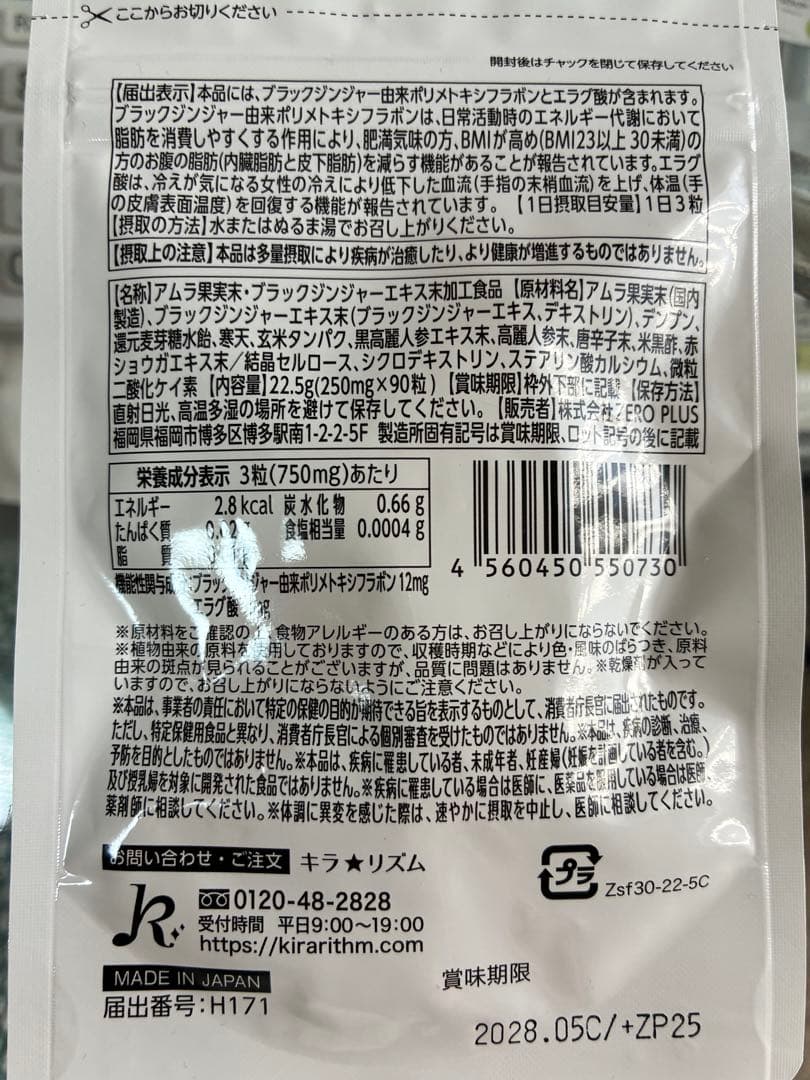 ここからお切りください
開封後はチャックを閉じて保存してください
【届出表示】本品には、ブラックジンジャー由来ポリメトキシフラボンとエラグ酸が含まれます。
ブラックジンジャー由来ポリメトキシフラボンは、日常活動時のエネルギー代謝において
脂肪を消費しやすくする作用により、肥満気味の方、BMIが高め(BMI23以上30未満)の
方のお腹の脂肪(内臓脂肪と皮下脂肪)を減らす機能があることが報告されています。エラグ
酸は、冷えが気になる女性の冷えにより低下した血流(手指の末梢血流)を上げ、体温(手
の皮膚表面温度)を回復する機能が報告されています。【1日摂取目安量】1日3粒
【摂取の方法】水またはぬるま湯でお召し上がりください。
【摂取上の注意】本品は多量摂取により疾病が治癒したり、より健康が増進するものではありません。
【名称】アムラ果実末・ブラックジンジャーエキス末加工食品 【原材料名】アムラ果実末(国内
製造)、ブラックジンジャーエキス末(ブラックジンジャーエキス、デキストリン)、デンプン、
還元麦芽糖水飴、寒天、玄米タンパク、黒高麗人参エキス末、高麗人参末、唐辛子末、米黒酢、赤
ショウガエキス末/結晶セルロース、シクロデキストリン、ステアリン酸カルシウム、微粒
二酸化ケイ素 【内容量】22.5g(250mg×90粒) 【賞味期限】枠外下部に記載 【保存方法】
直射日光、高温多湿の場所を避けて保存してください。【販売者】株式会社ZERO PLUS
福岡県福岡市博多区博多駅南1-2-2-5F 製造所固有記号は賞味期限、ロット記号の後に記載
栄養成分表示 3粒(750mg)あたり
エネルギー 2.8kcal 炭水化物 0.66g
たんぱく質 食塩相当量 0.0004g
脂質
機能性関与成 ブラックジンジャー由来ポリメトキシフラボン 12mg
エラグ酸
4 560450 550730
※原材料をご確認の上、食物アレルギーのある方は、お召し上がりにならないでください。
※植物由来の原料を使用しておりますので、収穫時期などにより色・風味のばらつき、原料
由来の斑点が見られることがございますが、品質に問題はありません。※乾燥剤が入って
いますので、お召し上がりにならないようにご注意ください。
※本品は、事業者の責任において特定の保健の目的が期待できる旨を表示するものとして、消費者庁長官に届出されたものです。
ただし、特定保健用食品と異なり、消費者庁長官による個別審査を受けたものではありません。※本品は、疾病の診断、治療、
予防を目的としたものではありません。※本品は、疾病に罹患している者、未成年者、妊産婦(妊娠を計画している者を含む。)
及び授乳婦を対象に開発された食品ではありません。※疾病に罹患している場合は医師に、医薬品を服用している場合は医師、
薬剤師に相談してください。※体調に異変を感じた際は、速やかに摂取を中止し、医師に相談してください。
お問い合わせ・ご注文 キラ★リズム
0120-48-2828
受付時間 平日9:00〜19:00
https://kirarithm.com
プラ
Zsf30-22-5C
MADE IN JAPAN
届出番号:H171
賞味期限
2028.05C/+ZP25